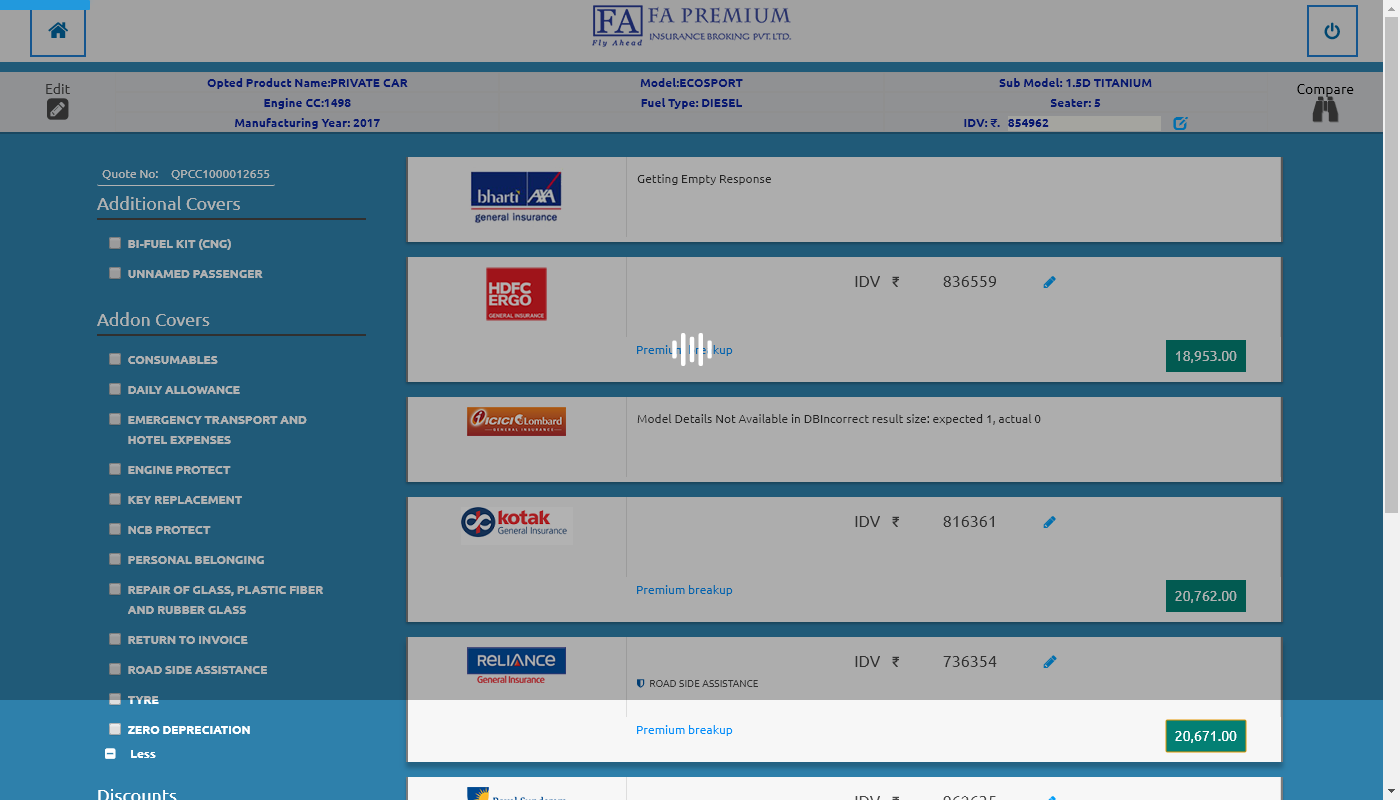 FA FA PREMIUM
Fly Ahead INSURANCE BROKING PVT. LTD.
Edit
Opted Product Name:PRIVATE CAR
Model:ECOSPORT
Sub Model: 1.5D TITANIUM
Compare
Engine CC:1498
Fuel Type: DIESEL
Seater: 5
Manufacturing Year: 2017
IDV: ₹. 854962
Quote No: QPCC1000012655
Additional Covers
BI-FUEL KIT (CNG)
UNNAMED PASSENGER
Addon Covers
CONSUMABLES
DAILY ALLOWANCE
EMERGENCY TRANSPORT AND
HOTEL EXPENSES
ENGINE PROTECT
KEY REPLACEMENT
NCB PROTECT
PERSONAL BELONGING
REPAIR OF GLASS, PLASTIC FIBER
AND RUBBER GLASS
RETURN TO INVOICE
ROAD SIDE ASSISTANCE
TYRE
ZERO DEPRECIATION
Less
Discounts
bharti AXA
general insurance
Getting Empty Response
HDFC
ERGO
GENERAL INSURANCE
IDV ₹ 836559
Premium breakup
18,953.00
ICICI Lombard
GENERAL INSURANCE
Model Details Not Available in DBIncorrect result size: expected 1, actual 0
kotak
General Insurance
IDV ₹ 816361
Premium breakup
20,762.00
RELIANCE
General Insurance
IDV ₹ 736354
ROAD SIDE ASSISTANCE
Premium breakup
20,671.00
Royal Sundaram
IDV ₹